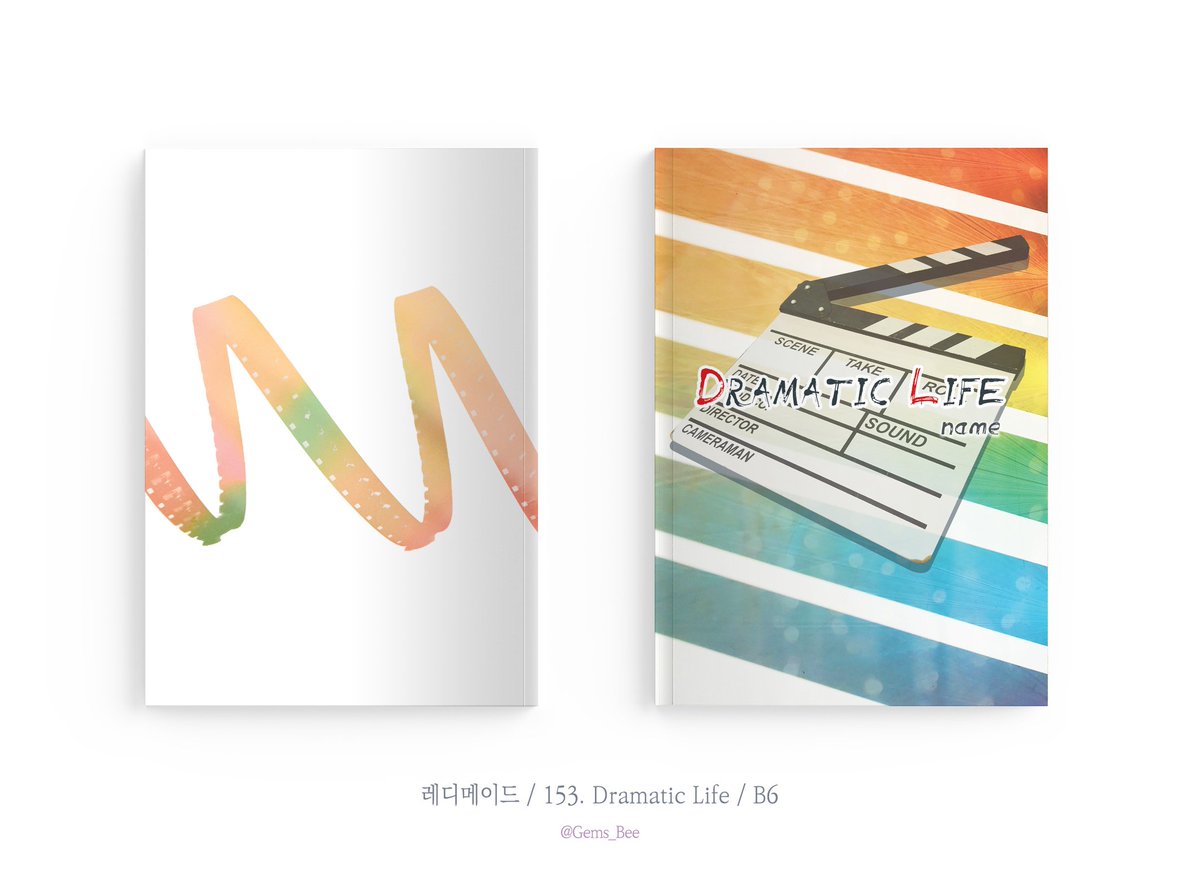 SCENE
TAKE
ROLL
DATE
DRAMATIC LIFE
name
SOUND
DIRECTOR
CAMERAMAN
레디메이드 / 153. Dramatic Life / B6
@Gems_Bee